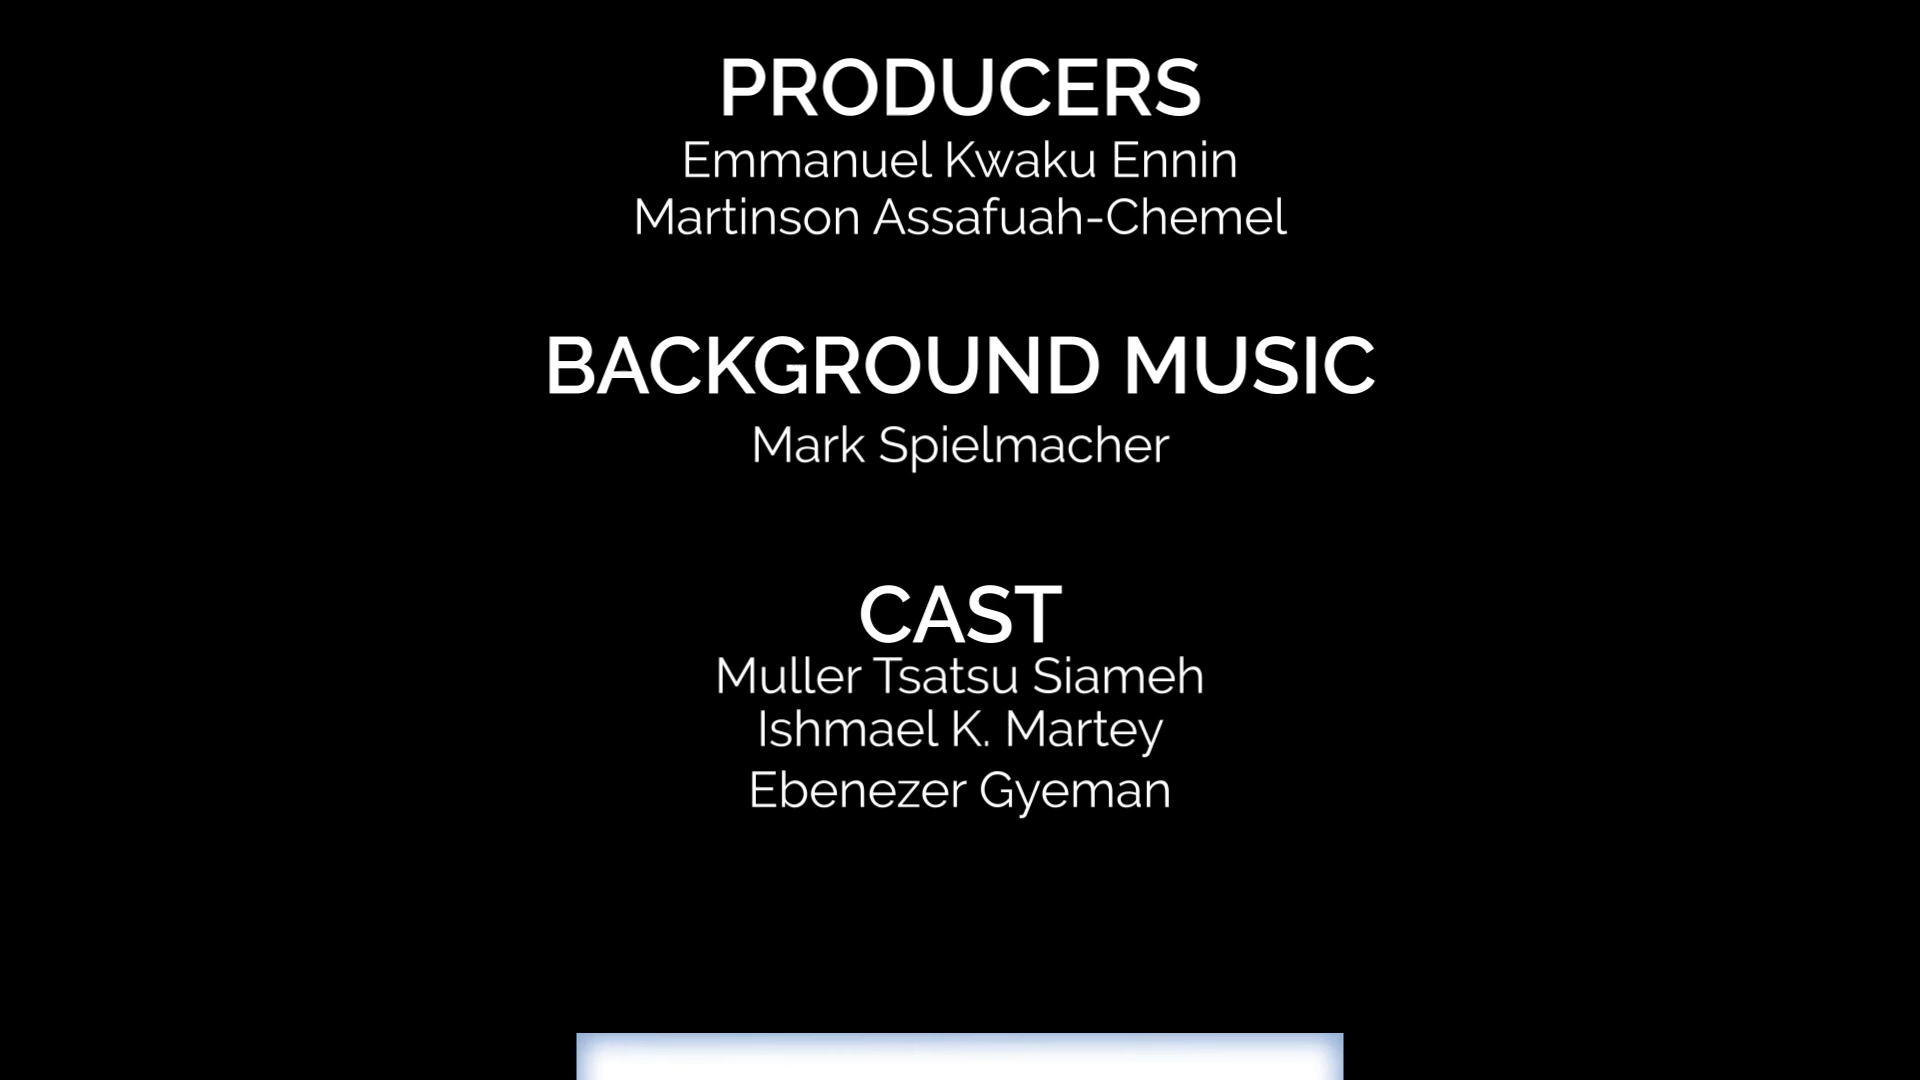 PRODUCERS
Emmanuel Kwaku Ennin
Martinson Assafuah-Chemel
BACKGROUND MUSIC
Mark Spielmacher
CAST
Muller Tsatsu Siameh
Ishmael K. Martey
Ebenezer Gyeman